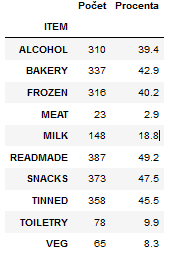 Počet Procenta
ITEM
ALCOHOL 310 39.4
BAKERY 337 42.9
FROZEN 316 40.2
MEAT 23 2.9
MILK 148 18.8
READMADE 387 49.2
SNACKS 373 47.5
TINNED 358 45.5
TOILETRY 78 9.9
VEG 65 8.3